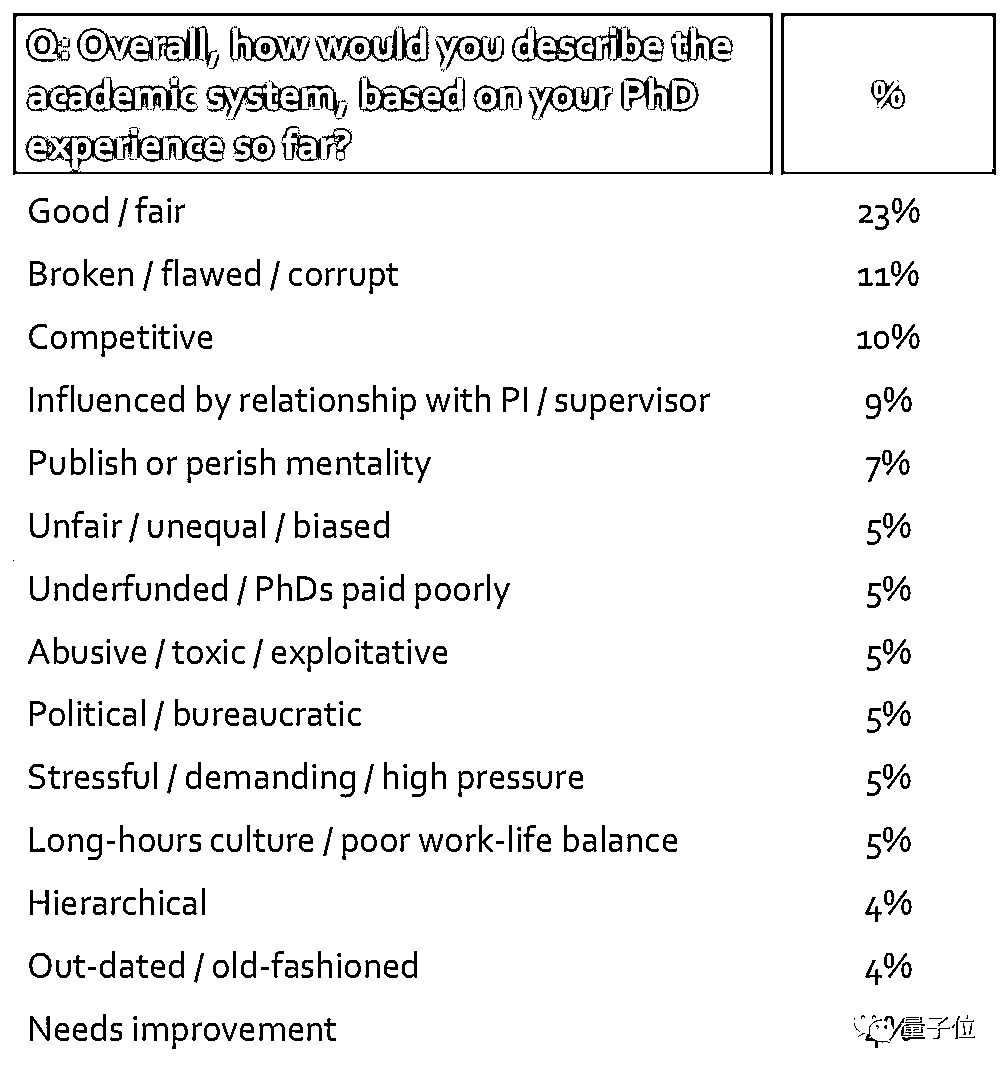 Q: Overall, how would you describe the
academic system, based on your PhD
experience so far?
%
Good / fair
23%
Broken / flawed / corrupt
11%
Competitive
10%
Influenced by relationship with PI / supervisor
9%
Publish or perish mentality
7%
Unfair / unequal / biased
5%
Underfunded / PhDs paid poorly
5%
Abusive / toxic / exploitative
5%
Political / bureaucratic
5%
Stressful / demanding / high pressure
5%
Long-hours culture / poor work-life balance
5%
Hierarchical
4%
Out-dated / old-fashioned
4%
Needs improvement
4%
量子位